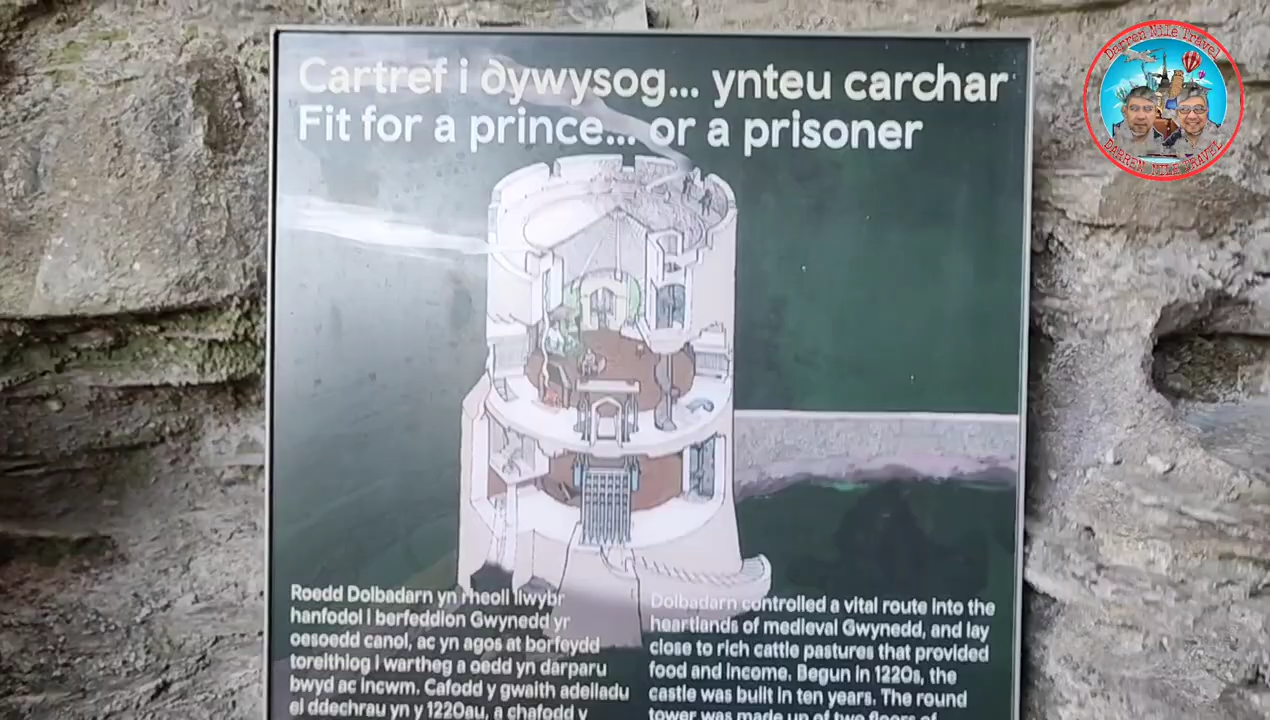 Cartref i ðywysog... ynteu carchar
Fit for a prince... or a prisoner
Roedd Dolbadarn yn rheoli llwybr
hanfodol i berfeddion Gwynedd yr
oesoedd canol, ac yn agos at borfeydd
toreithiog i wartheg a oedd yn darparu
bwyd ac incwm. Cafodd y gwaith adeiladu
ei ddechrau yn y 1220au, a chafodd y
Dolbadarn controlled a vital route into the
heartlands of medieval Gwynedd, and lay
close to rich cattle pastures that provided
food and income. Begun in 1220s, the
castle was built in ten years. The round
tower was made up of two floors of
Darren Nile Travel
DARREN NILE TRAVEL